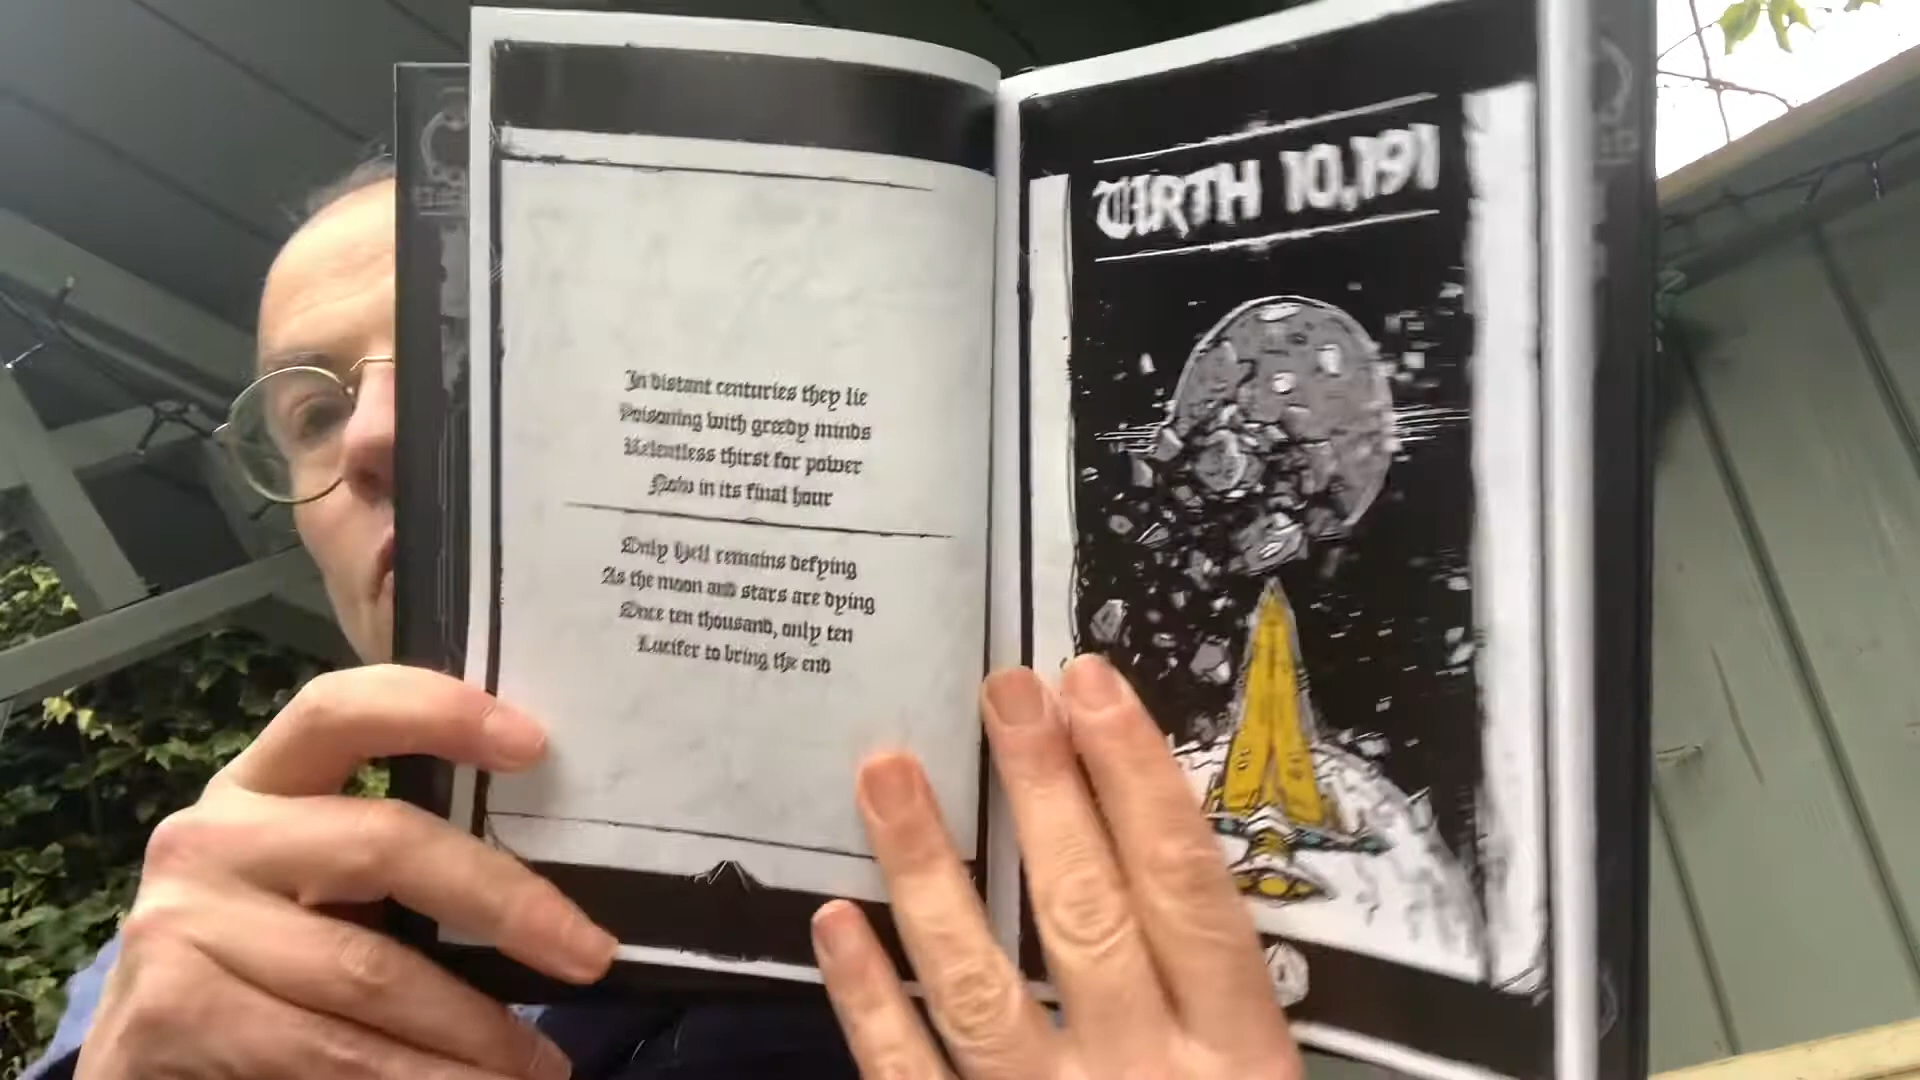 In distant centuries they lie
Poisoning with greedy minds
Relentless thirst for power
Now in its final hour
Only Hell remains defying
As the moon and stars are dying
Once ten thousand, only ten
Lucifer to bring the end
URTH 10,191